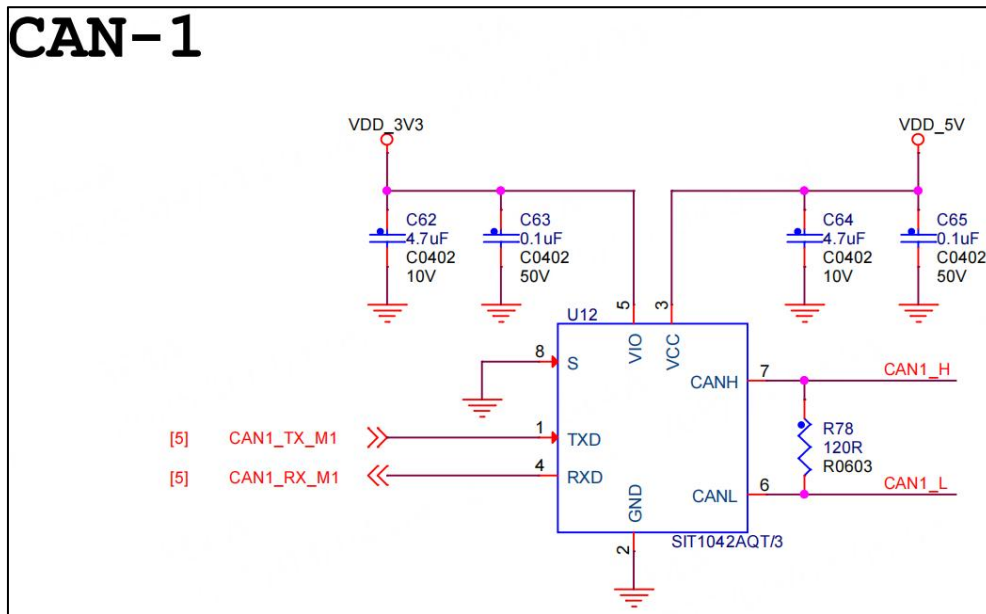 CAN-1
VDD_3V3
VDD_5V
C62
4.7uF
C0402
10V
C63
0.1uF
C0402
50V
C64
4.7uF
C0402
10V
C65
0.1uF
C0402
50V
U12
5
3
VIO
VCC
8
S
CANH
7
CAN1_H
[5] CAN1_TX_M1
1
TXD
R78
120R
R0603
[5] CAN1_RX_M1
4
RXD
CANL
6
CAN1_L
GND
2
SIT1042AQT/3